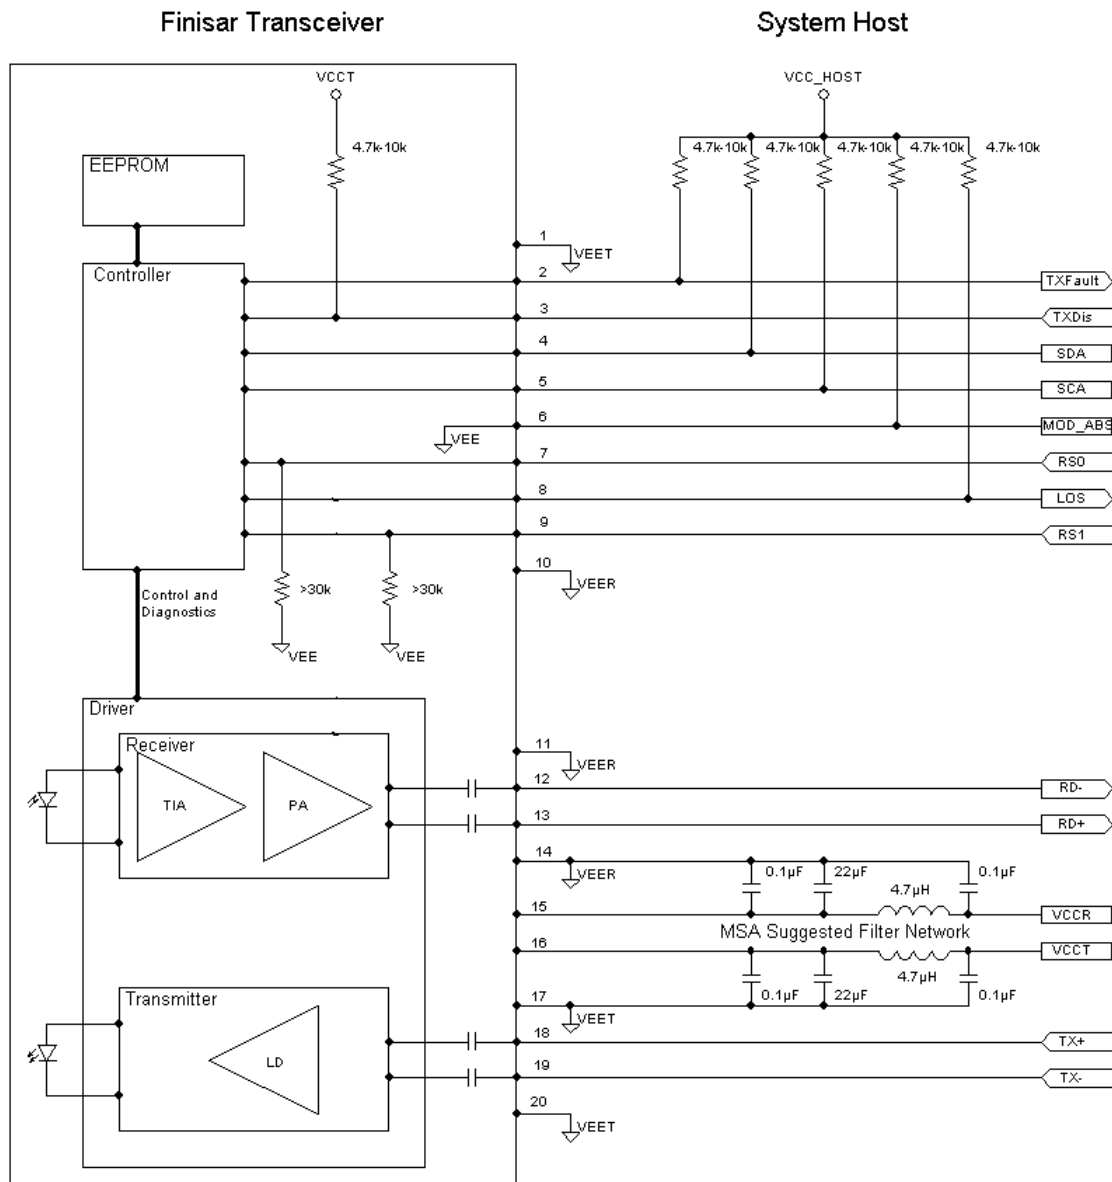 Finisar Transceiver
System Host
VCCT
VCC_HOST
4.7k-10k
4.7k-10k
4.7k-10k
4.7k-10k
4.7k-10k
4.7k-10k
EEPROM
1
VEET
Controller
2
TXFault
3
TXDis
4
SDA
5
SCA
6
MOD_ABS
VEE
7
RS0
8
LOS
9
RS1
10
VEER
Control and
Diagnostics
>30k
>30k
VEE
VEE
Driver
Receiver
11
VEER
12
RD-
TIA
PA
13
RD+
14
VEER
0.1µF
22µF
4.7µH
0.1µF
15
VCCR
MSA Suggested Filter Network
16
VCCT
4.7µH
Transmitter
17
0.1µF
22µF
0.1µF
VEET
18
TX+
LD
19
TX-
20
VEET